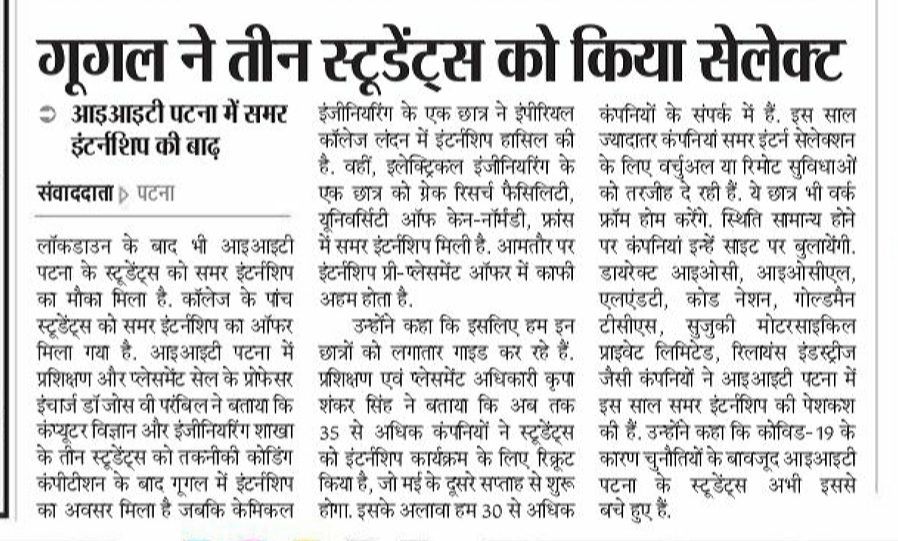 गूगल ने तीन स्टूडेंट्स को किया सेलेक्ट
आइआइटी पटना में समर
इंटर्नशिप की बाढ़
संवाददाता पटना
लॉकडाउन के बाद भी आइआइटी
पटना के स्टूडेंट्स को समर इंटर्नशिप
का मौका मिला है. कॉलेज के पांच
स्टूडेंट्स को समर इंटर्नशिप का ऑफर
मिला गया है. आइआइटी पटना में
प्रशिक्षण और प्लेसमेंट सेल के प्रोफेसर
इंचार्ज डॉ जोस वी परंबिल ने बताया कि
कंप्यूटर विज्ञान और इंजीनियरिंग शाखा
के तीन स्टूडेंट्स को तकनीकी कोडिंग
कंपीटीशन के बाद गूगल में इंटर्नशिप
का अवसर मिला है जबकि केमिकल
इंजीनियरिंग के एक छात्र ने इंपीरियल
कॉलेज लंदन में इंटर्नशिप हासिल की
है. वहीं, इलेक्ट्रिकल इंजीनियरिंग के
एक छात्र को ग्रेक रिसर्च फैसिलिटी,
यूनिवर्सिटी ऑफ केन-नॉर्मंडी, फ्रांस
में समर इंटर्नशिप मिली है. आमतौर पर
इंटर्नशिप प्री-प्लेसमेंट ऑफर में काफी
अहम होता है.
उन्होंने कहा कि इसलिए हम इन
छात्रों को लगातार गाइड कर रहे हैं.
प्रशिक्षण एवं प्लेसमेंट अधिकारी कृपा
शंकर सिंह ने बताया कि अब तक
35 से अधिक कंपनियों ने स्टूडेंट्स
को इंटर्नशिप कार्यक्रम के लिए रिक्रूट
किया है, जो मई के दूसरे सप्ताह से शुरू
होगा. इसके अलावा हम 30 से अधिक
कंपनियों के संपर्क में हैं. इस साल
ज्यादातर कंपनियां समर इंटर्न सेलेक्शन
के लिए वर्चुअल या रिमोट सुविधाओं
को तरजीह दे रही हैं. ये छात्र भी वर्क
फ्रॉम होम करेंगे. स्थिति सामान्य होने
पर कंपनियां इन्हें साइट पर बुलायेंगी.
डायरेक्ट आइओसी, आइओसीएल,
एलएंडटी, कोड नेशन, गोल्डमैन
टीसीएस, सुजुकी मोटरसाइकिल
प्राइवेट लिमिटेड, रिलायंस इंडस्ट्रीज
जैसी कंपनियों ने आइआइटी पटना में
इस साल समर इंटर्नशिप की पेशकश
की हैं. उन्होंने कहा कि कोविड-19 के
कारण चुनौतियों के बावजूद आइआइटी
पटना के स्टूडेंट्स अभी इससे
बचे हुए हैं.